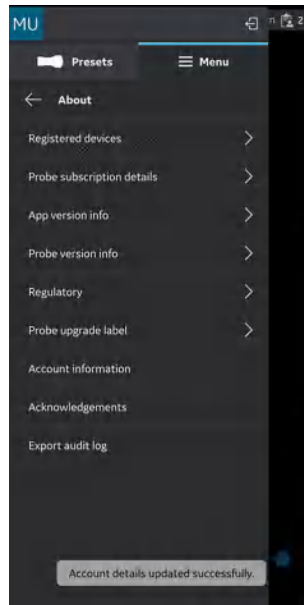 MU
n 2
Presets
Menu
About
Registered devices
Probe subscription details
App version info
Probe version info
Regulatory
Probe upgrade label
Account information
Acknowledgements
Export audit log
Account details updated successfully.